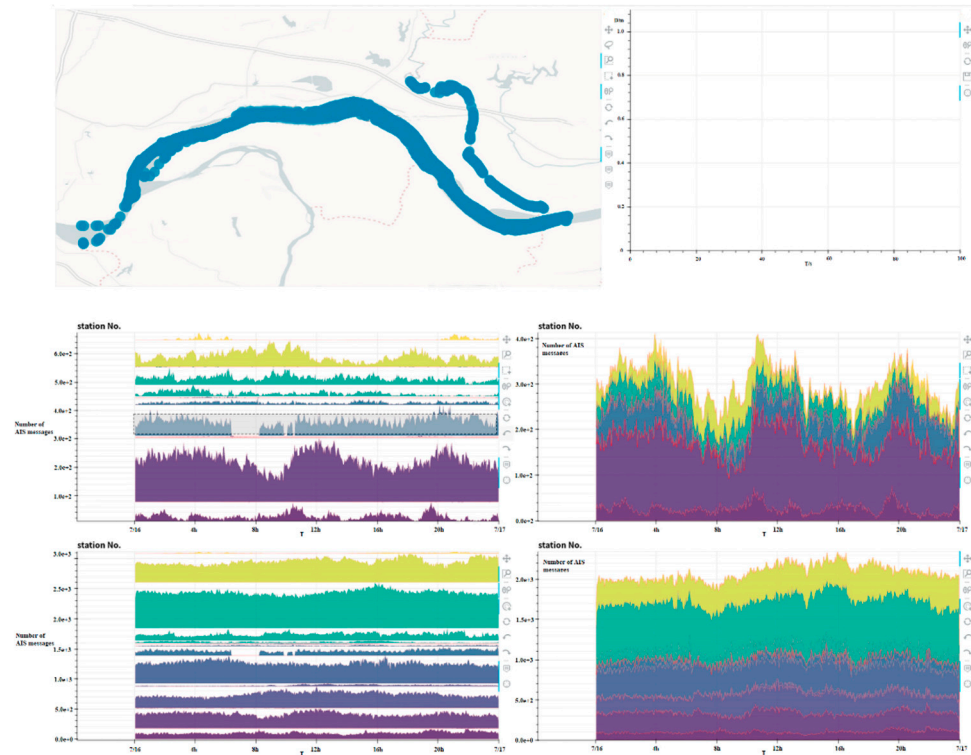 D/m
1.0
0.8
0.6
0.4
0.2
0
0 20 40 60 80 100
T/s
station No.
6.0e+2
5.0e+2
4.0e+2
3.0e+2
2.0e+2
1.0e+2
Number of
AIS messages
7/16 4h 8h 12h 16h 20h 7/17
T
station No.
Number of AIS
messages
4.0e+2
3.0e+2
2.0e+2
1.0e+2
0.0e+2
7/16 4h 8h 12h 16h 20h 7/17
T
station No.
3.0e+3
2.5e+3
2.0e+3
1.5e+3
1.0e+3
5.0e+2
0.0e+0
Number of
AIS messages
7/16 4h 8h 12h 16h 20h 7/17
T
station No.
Number of AIS
messages
2.0e+3
1.5e+3
1.0e+3
5.0e+2
0.0e+0
7/16 4h 8h 12h 16h 20h 7/17
T